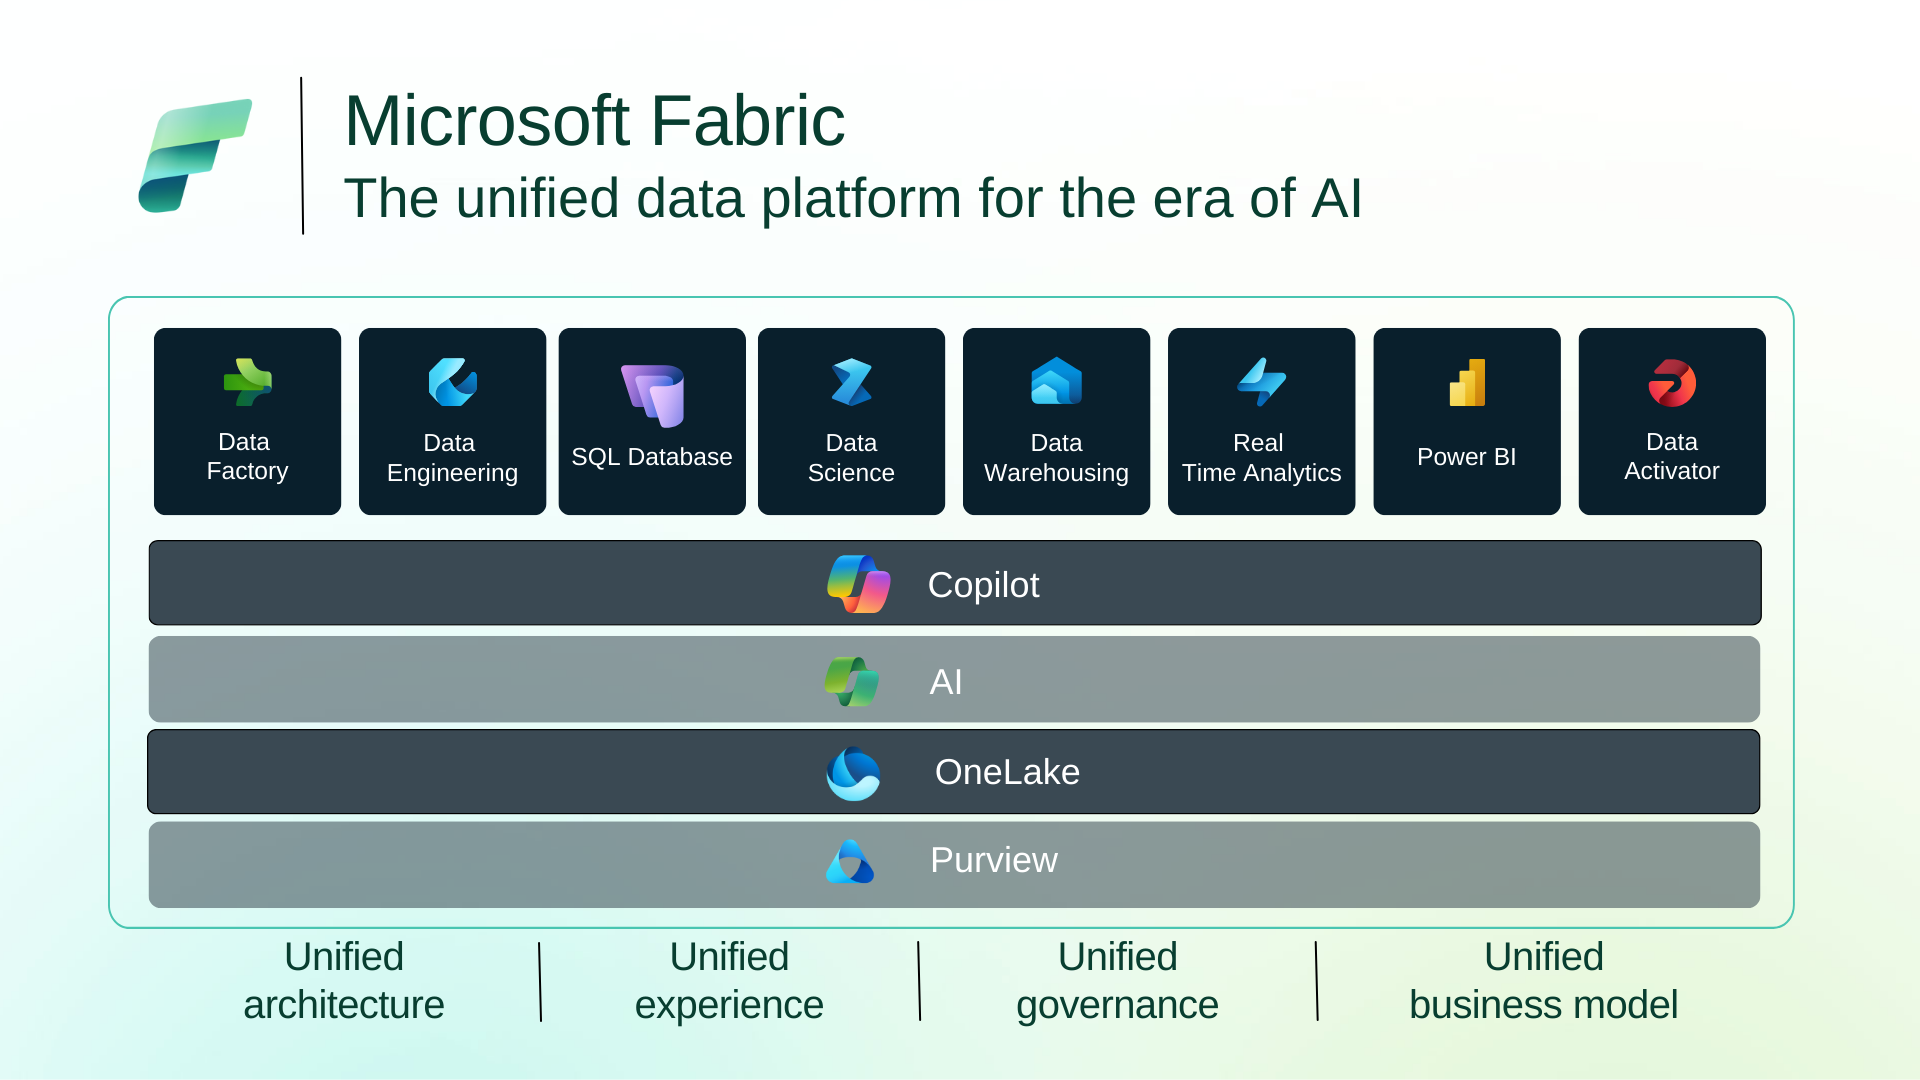 Microsoft Fabric
The unified data platform for the era of AI
Data
Factory
Data
Engineering
SQL Database
Data
Science
Data
Warehousing
Real
Time Analytics
Power BI
Data
Activator
Copilot
AI
OneLake
Purview
Unified
architecture
Unified
experience
Unified
governance
Unified
business model